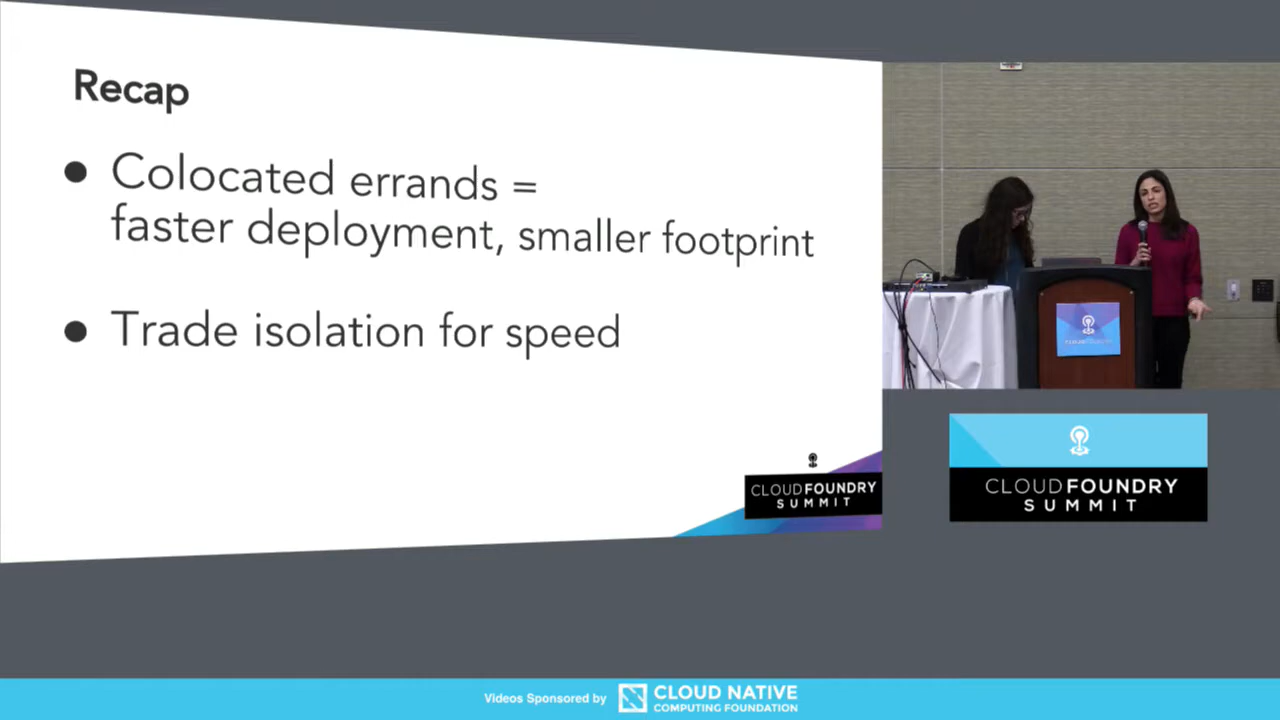 Recap
● Colocated errands =
faster deployment, smaller footprint
● Trade isolation for speed
CLOUDFOUNDRY
SUMMIT
CLOUDFOUNDRY
CLOUDFOUNDRY
SUMMIT
Videos Sponsored by
CLOUD NATIVE
COMPUTING FOUNDATION